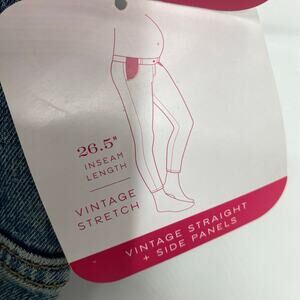 26.5"
INSEAM
LENGTH
VINTAGE
STRETCH
VINTAGE STRAIGHT
+ SIDE PANELS